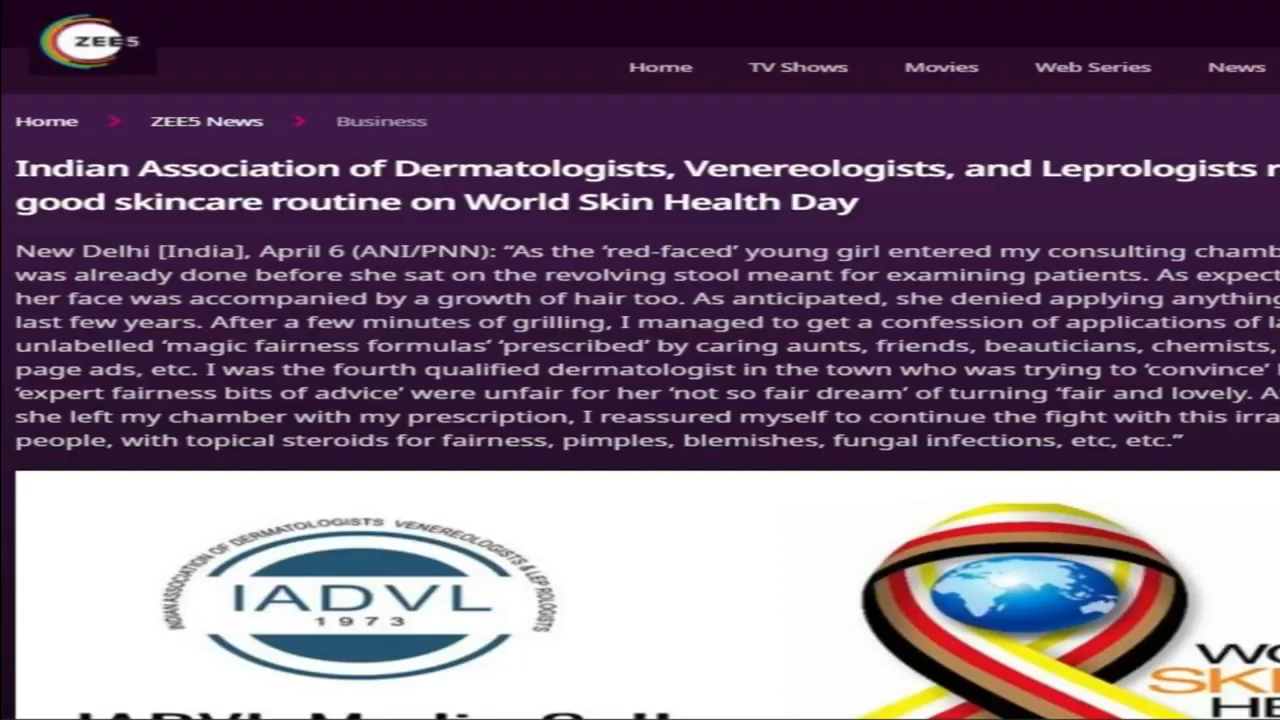 ZEE5
Home TV Shows Movies Web Series News
Home > ZEE5 News > Business
Indian Association of Dermatologists, Venereologists, and Leprologists
good skincare routine on World Skin Health Day
New Delhi [India], April 6 (ANI/PNN): “As the ‘red-faced’ young girl entered my consulting
was already done before she sat on the revolving stool meant for examining patients. As
her face was accompanied by a growth of hair too. As anticipated, she denied applying anything
last few years. After a few minutes of grilling, I managed to get a confession of applications of
unlabelled ‘magic fairness formulas’ ‘prescribed’ by caring aunts, friends, beauticians, chemists,
page ads, etc. I was the fourth qualified dermatologist in the town who was trying to ‘convince’
‘expert fairness bits of advice’ were unfair for her ‘not so fair dream’ of turning ‘fair and lovely.
she left my chamber with my prescription, I reassured myself to continue the fight with this
people, with topical steroids for fairness, pimples, blemishes, fungal infections, etc, etc.”
INDIAN ASSOCIATION OF DERMATOLOGISTS VENEREOLOGISTS & LEPROLOGISTS
IADVL
1973